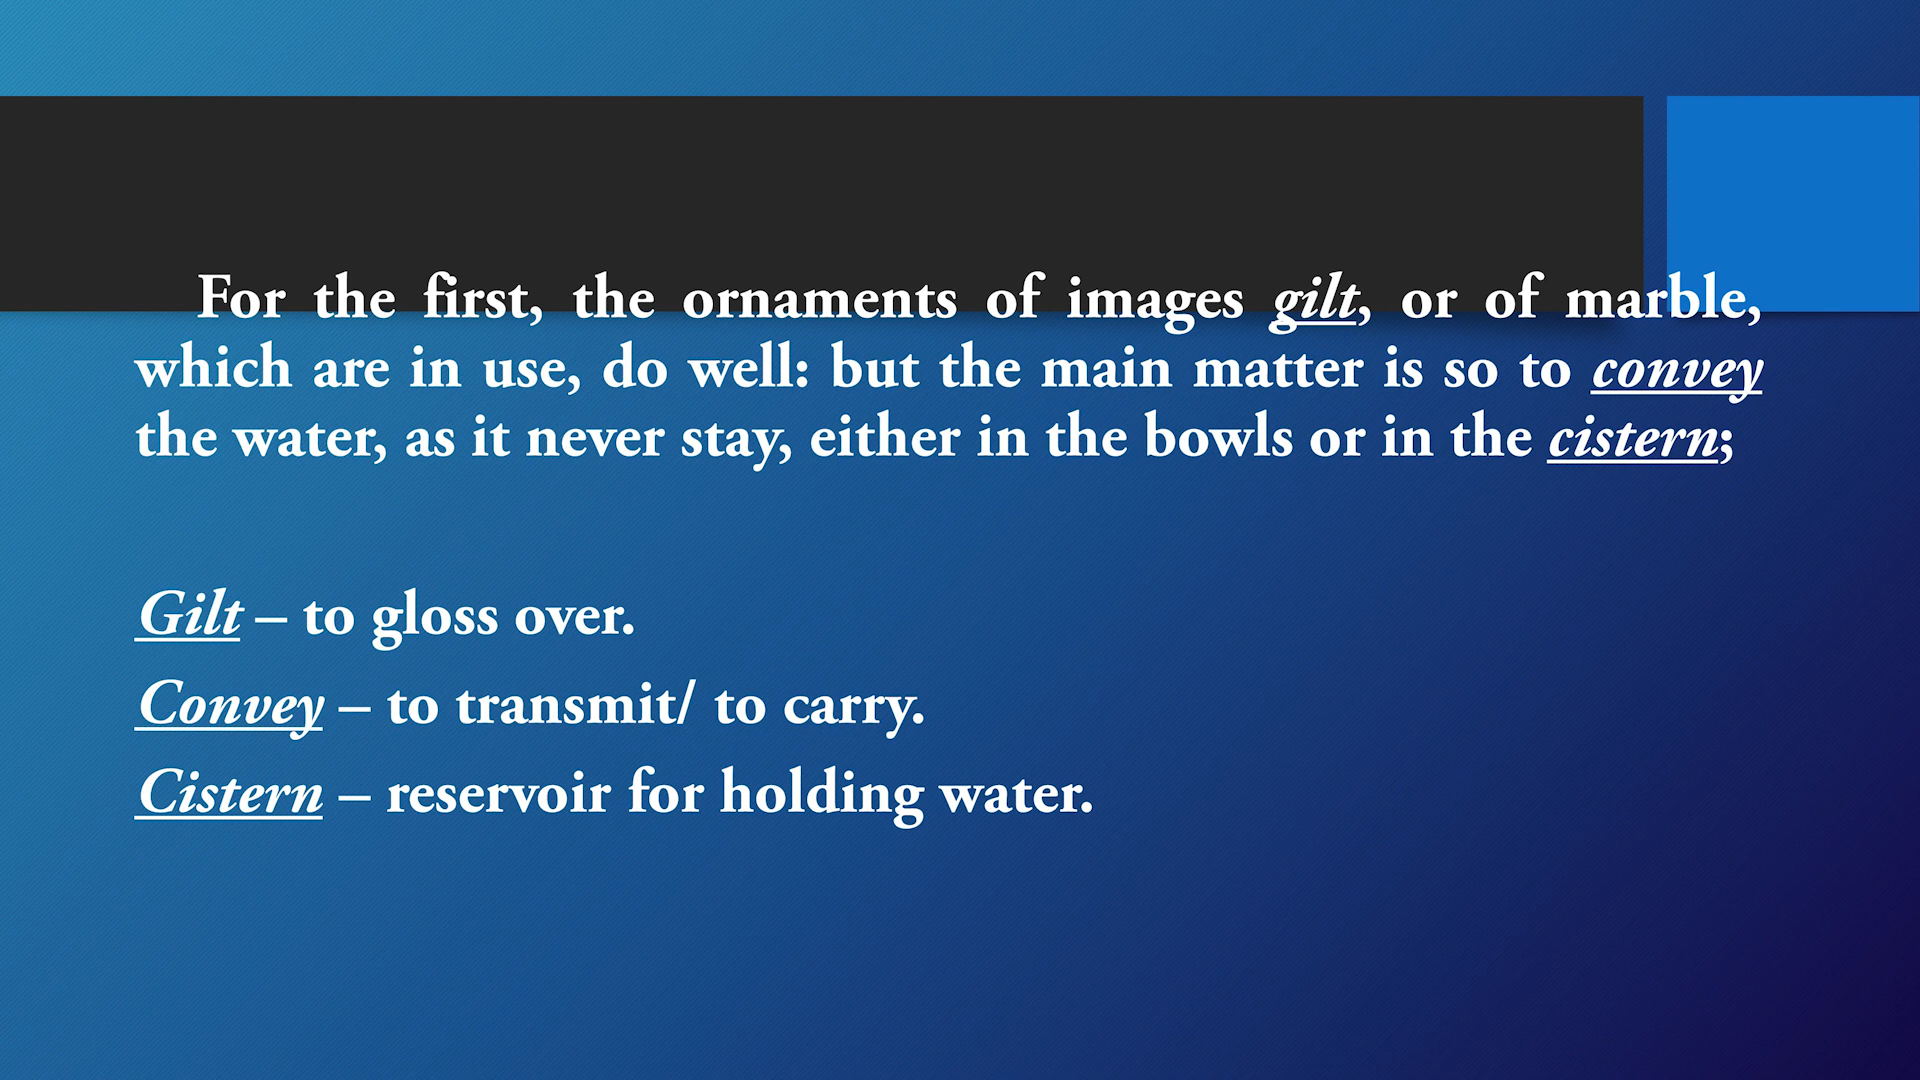 For the first, the ornaments of images gilt, or of marble,
which are in use, do well: but the main matter is so to convey
the water, as it never stay, either in the bowls or in the cistern;
Gilt – to gloss over.
Convey – to transmit/ to carry.
Cistern – reservoir for holding water.